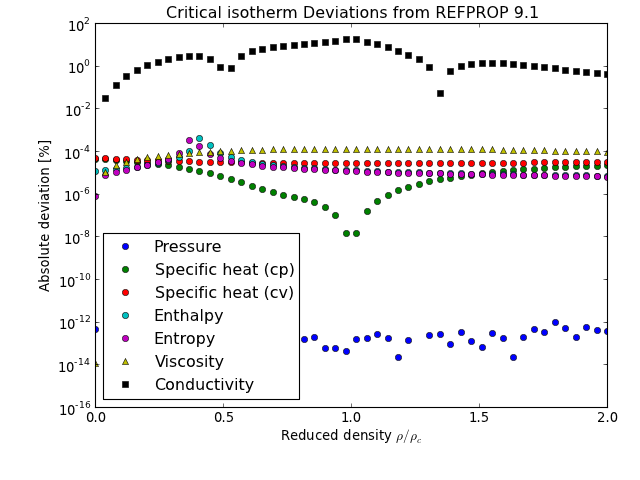 Critical isotherm Deviations from REFPROP 9.1
10^2
10^0
10^-2
10^-4
10^-6
10^-8
10^-10
10^-12
10^-14
10^-16
Absolute deviation [%]
Pressure
Specific heat (cp)
Specific heat (cv)
Enthalpy
Entropy
Viscosity
Conductivity
0.0 0.5 1.0 1.5 2.0
Reduced density ρ/ρ_c